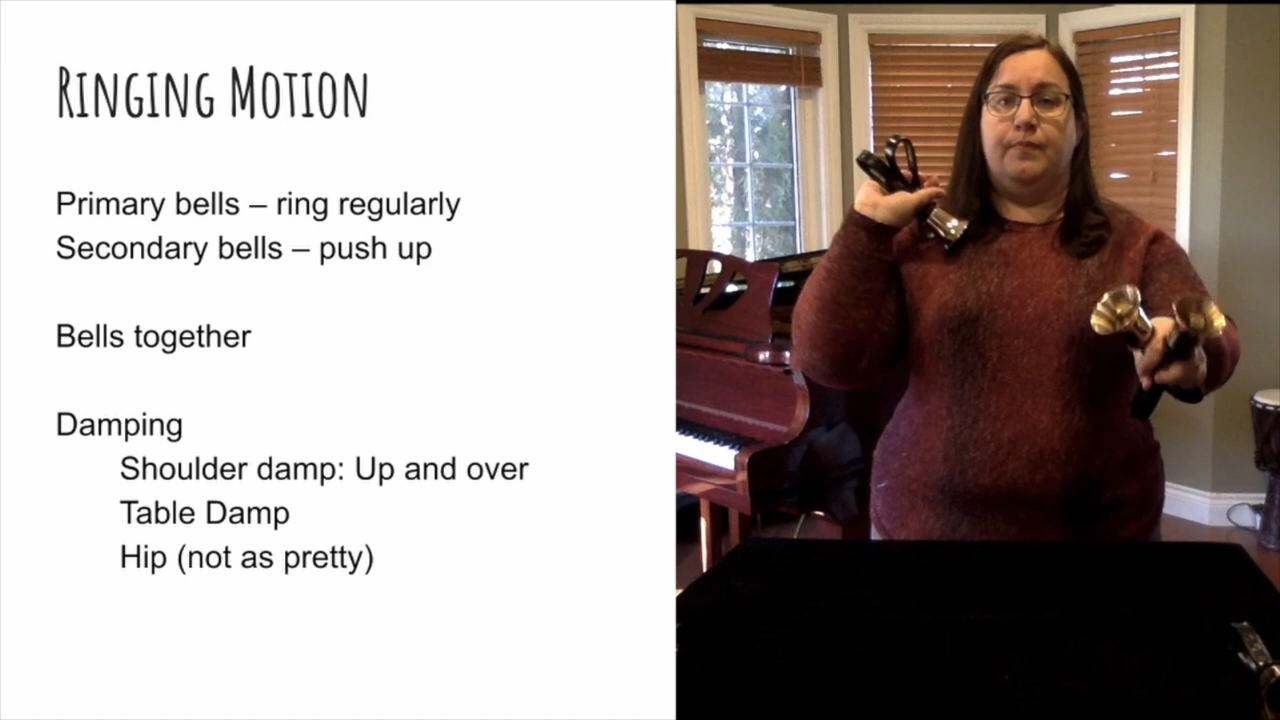 Ringing Motion
Primary bells – ring regularly
Secondary bells – push up
Bells together
Damping
Shoulder damp: Up and over
Table Damp
Hip (not as pretty)